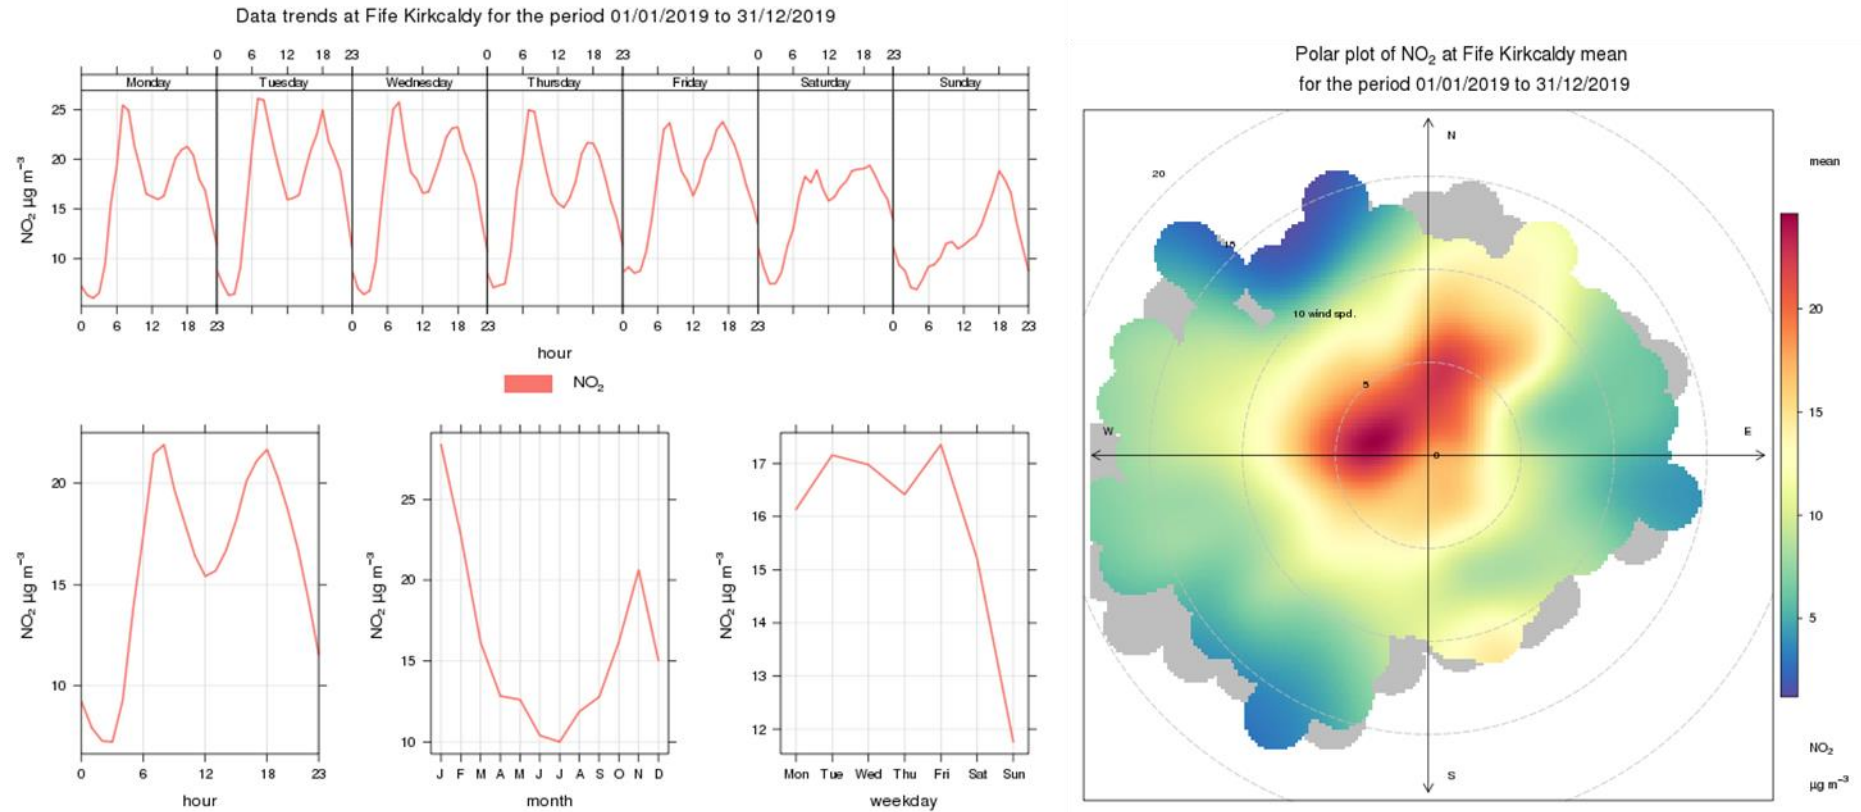 Data trends at Fife Kirkcaldy for the period 01/01/2019 to 31/12/2019
0 6 12 18 23 0 6 12 18 23 0 6 12 18 23
Monday Tuesday Wednesday Thursday Friday Saturday Sunday
25
20
15
10
NO₂ µg m⁻³
0 6 12 18 23 0 6 12 18 23 0 6 12 18 23 0 6 12 18 23
hour
NO₂
20
15
10
NO₂ µg m⁻³
0 6 12 18 23
hour
25
20
15
10
NO₂ µg m⁻³
J F M A M J J A S O N D
month
17
16
15
14
13
12
NO₂ µg m⁻³
Mon Tue Wed Thu Fri Sat Sun
weekday
Polar plot of NO₂ at Fife Kirkcaldy mean
for the period 01/01/2019 to 31/12/2019
N
20
15
10 wind spd.
5
W
E
0
S
mean
20
15
10
5
NO₂
µg m⁻³